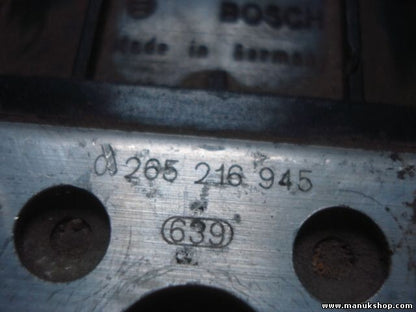 BOSCH
Made in Germany
0 265 216 945
639
www.manukshop.com